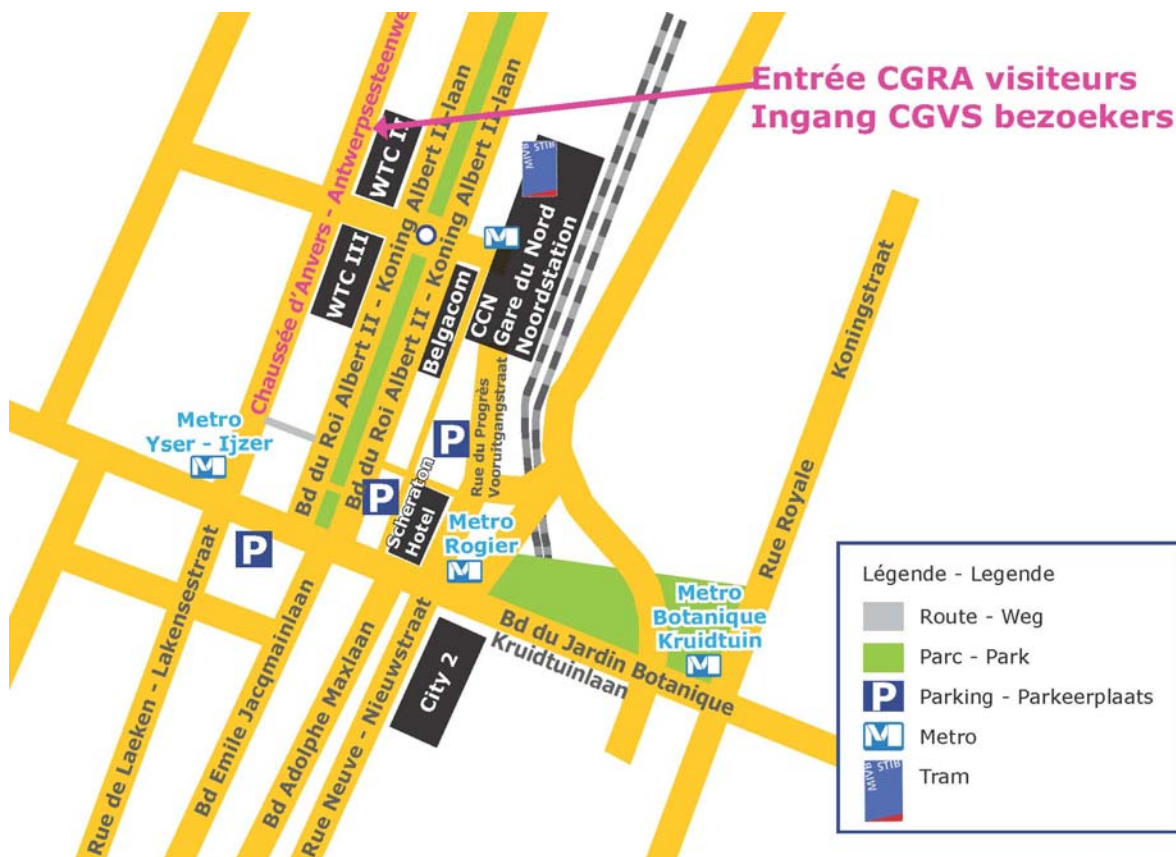 Entrée CGRA visiteurs
Ingang CGVS bezoekers
Chaussée d'Anvers - Antwerpsesteenwe
WTC II
WTC III
Bd du Roi Albert II - Koning Albert II-laan
Bd du Roi Albert II - Koning Albert II-laan
MIVB STIB
Belgacom
CCN
Gare du Nord
Noordstation
Rue du Progrès
Vooruitgangstraat
Koningstraat
Rue Royale
Metro
Yser - Ijzer
P
P
P
Scheraton
Hotel
Metro
Rogier
Metro
Botanique
Kruidtuin
Bd du Jardin Botanique
Kruidtuinlaan
City 2
Rue de Laeken - Lakensestraat
Bd Emile Jacqmainlaan
Bd Adolphe Maxlaan
Rue Neuve - Nieuwstraat
Légende - Legende
Route - Weg
Parc - Park
P Parking - Parkeerplaats
M Metro
MIVB STIB Tram